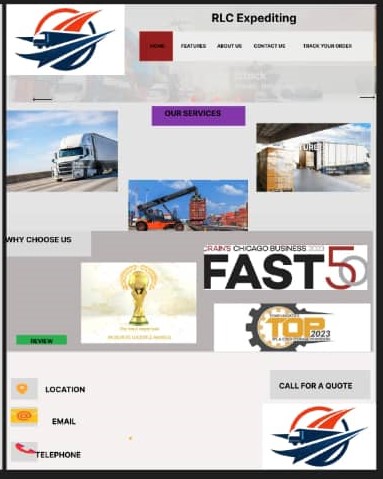 RLC Expediting
HOME
FEATURES
ABOUT US
CONTACT US
TRACK YOUR ORDER
OUR SERVICES
WHY CHOOSE US
CRAIN'S CHICAGO BUSINESS 2023
FAST 50
TOP
2023
REVIEW
LOCATION
CALL FOR A QUOTE
EMAIL
TELEPHONE